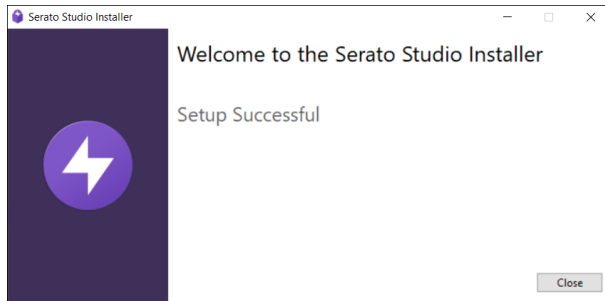 Serato Studio Installer
Welcome to the Serato Studio Installer
Setup Successful
Close